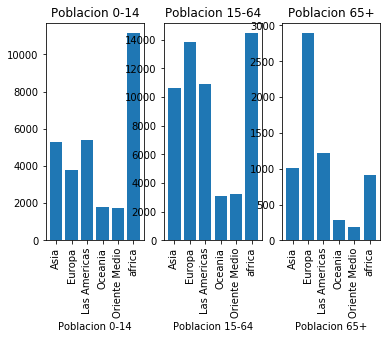 Poblacion 0-14
Poblacion 15-64
Poblacion 65+
10000
8000
6000
4000
2000
0
14000
12000
10000
8000
6000
4000
2000
0
3000
2500
2000
1500
1000
500
0
Asia
Europa
Las Americas
Oceania
Oriente Medio
africa
Asia
Europa
Las Americas
Oceania
Oriente Medio
africa
Asia
Europa
Las Americas
Oceania
Oriente Medio
africa
Poblacion 0-14
Poblacion 15-64
Poblacion 65+